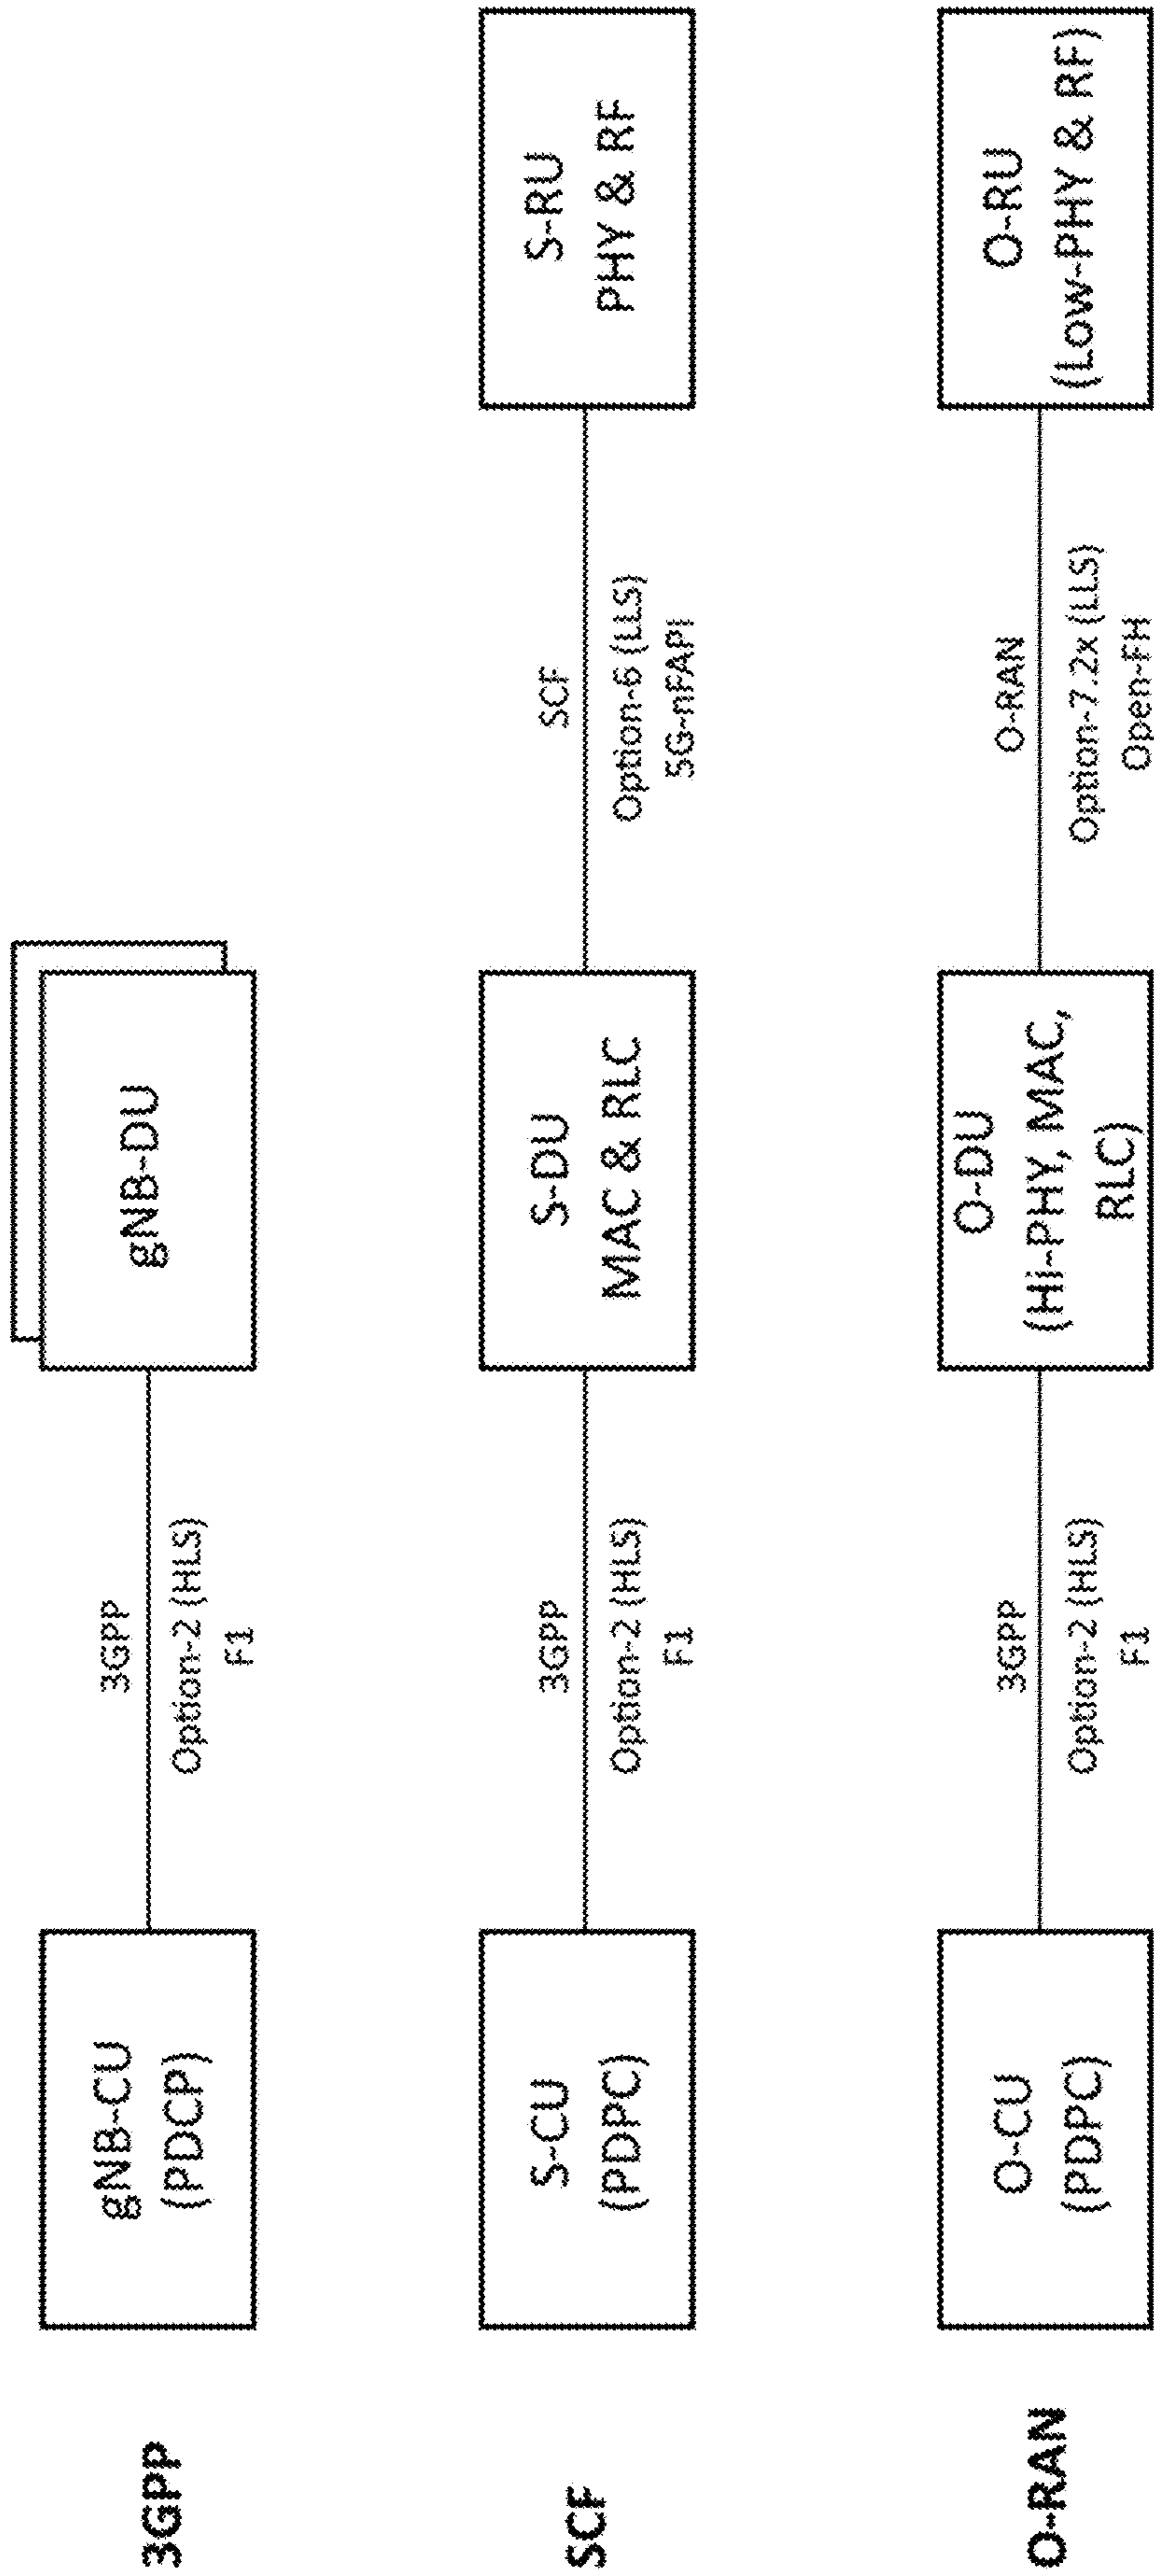 3GPP
gNB-CU
(PDCP)
3GPP
Option-2 (HLS)
F1
gNB-DU
SCF
S-CU
(PDPC)
3GPP
Option-2 (HLS)
F1
S-DU
MAC & RLC
SCF
Option-6 (LLS)
5G-nFAPI
S-RU
PHY & RF
O-RAN
O-CU
(PDPC)
3GPP
Option-2 (HLS)
F1
O-DU
(Hi-PHY, MAC,
RLC)
O-RAN
Option-7.2x (LLS)
Open-FH
O-RU
(Low-PHY & RF)